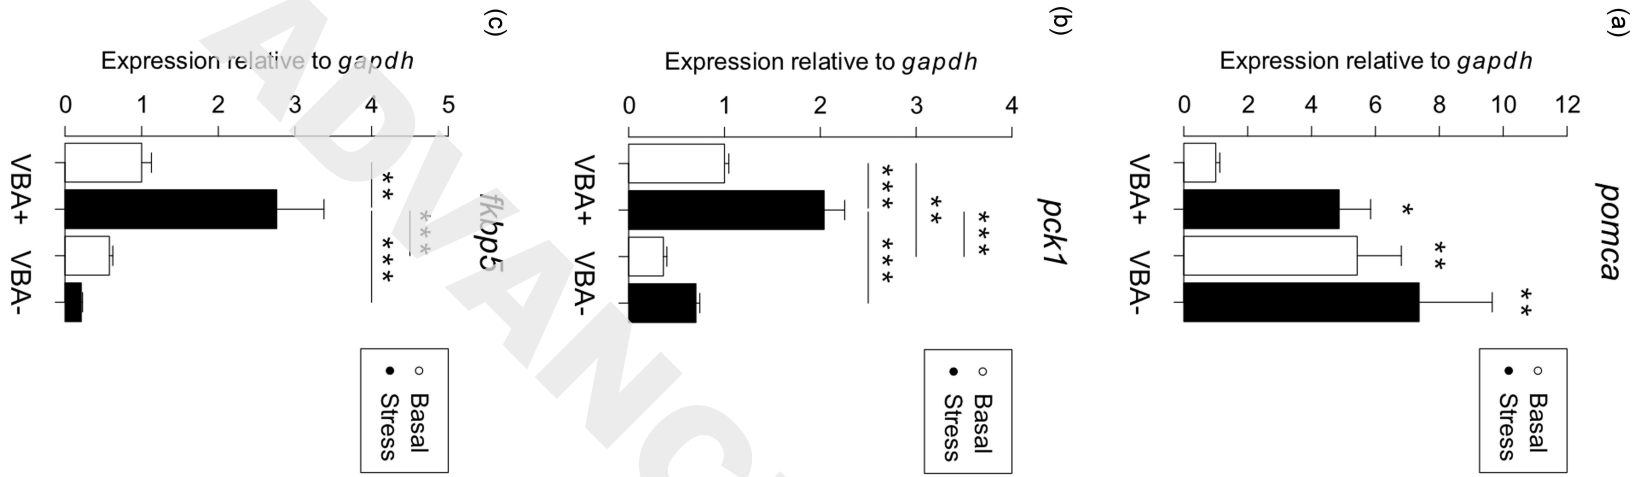 (a)
pomca
Expression relative to gapdh
0 2 4 6 8 10 12
VBA+ VBA-
*
**
**
Basal
Stress
(b)
pck1
Expression relative to gapdh
0 1 2 3 4
VBA+ VBA-
***
**
***
***
Basal
Stress
(c)
fkbp5
Expression relative to gapdh
0 1 2 3 4 5
VBA+ VBA-
***
**
***
Basal
Stress
ADVANC